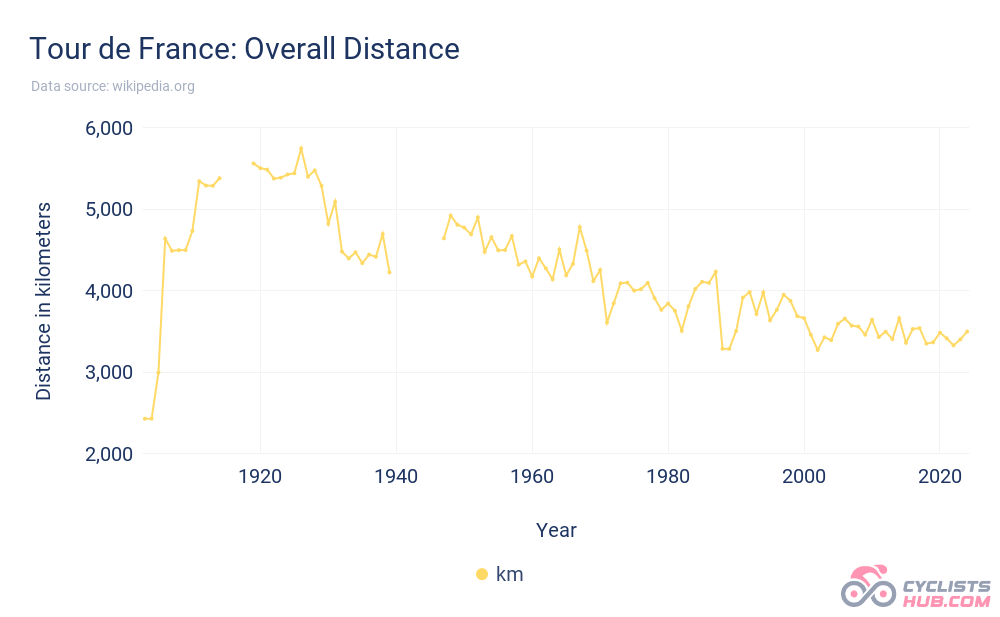 Tour de France: Overall Distance
Data source: wikipedia.org
6,000
5,000
4,000
3,000
2,000
Distance in kilometers
1920 1940 1960 1980 2000 2020
Year
km
CYCLISTS
HUB.COM